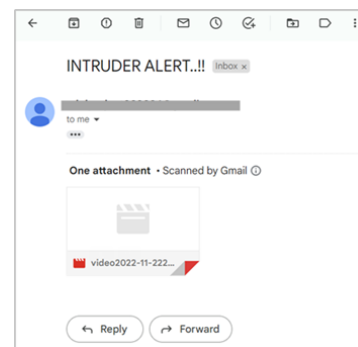 INTRUDER ALERT..!! Inbox ×
to me
One attachment • Scanned by Gmail
video2022-11-222...
Reply Forward